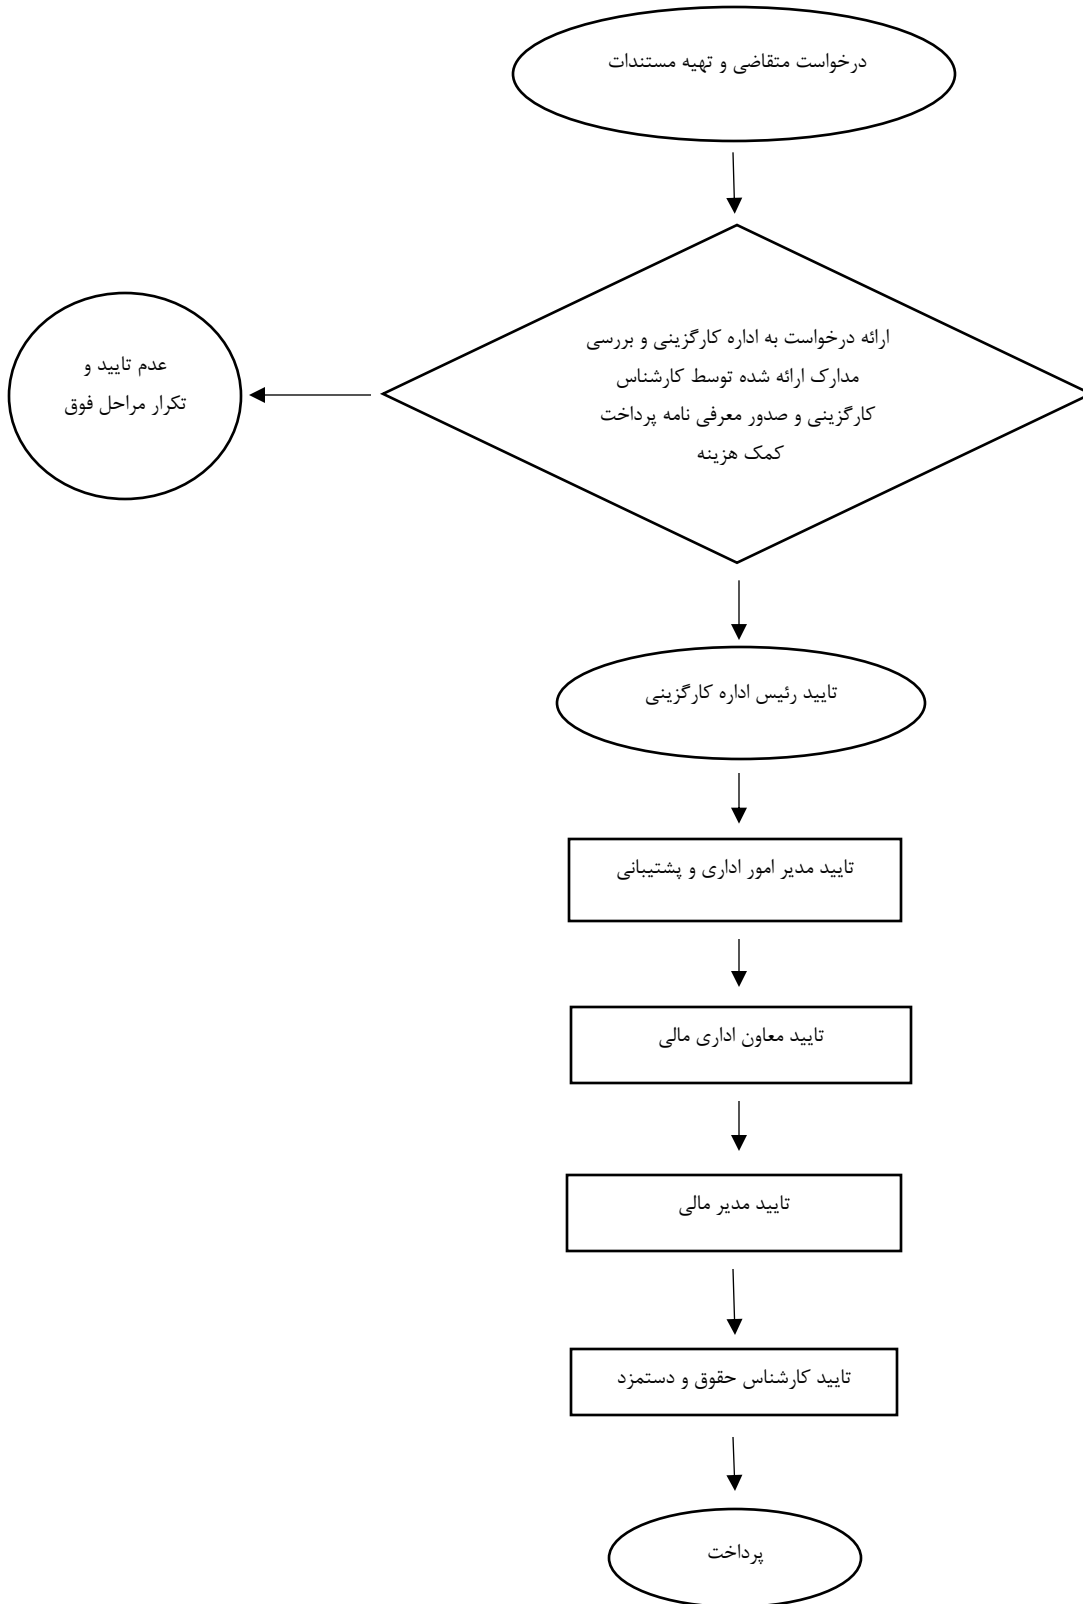 درخواست متقاضی و تهیه مستندات
ارائه درخواست به اداره کارگزینی و بررسی
مدارک ارائه شده توسط کارشناس
کارگزینی و صدور معرفی نامه پرداخت
کمک هزینه
عدم تایید و
تکرار مراحل فوق
تایید رئیس اداره کارگزینی
تایید مدیر امور اداری و پشتیبانی
تایید معاون اداری مالی
تایید مدیر مالی
تایید کارشناس حقوق و دستمزد
پرداخت